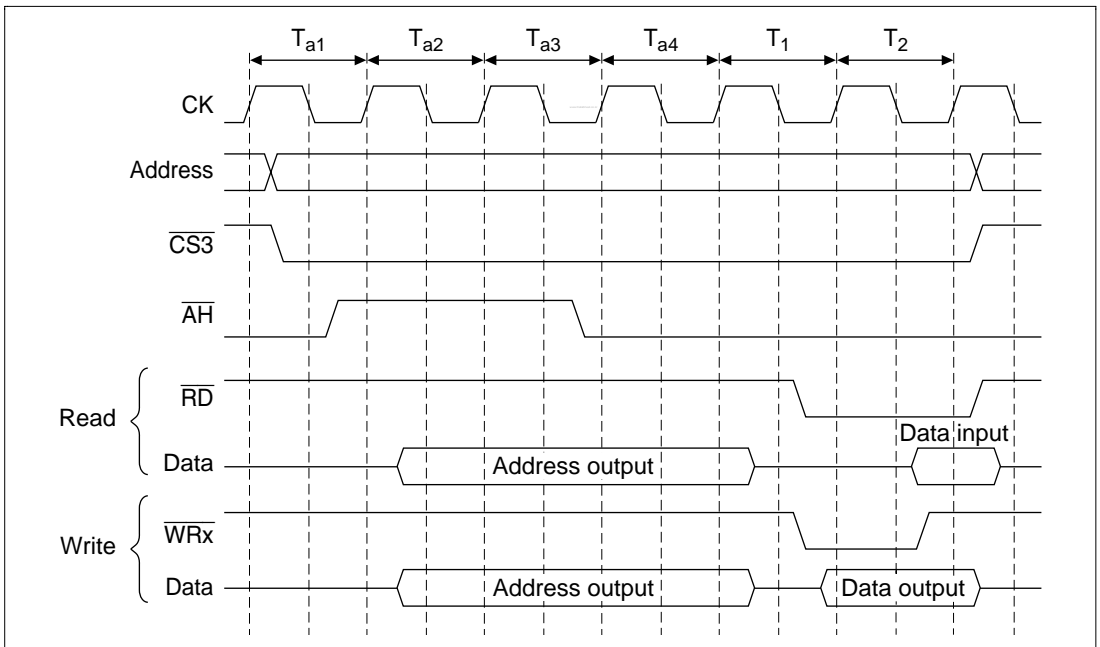 Ta1 Ta2 Ta3 Ta4 T1 T2
CK
Address
CS3
AH
RD
Read
Data input
Data Address output
WRx
Write
Data Address output Data output